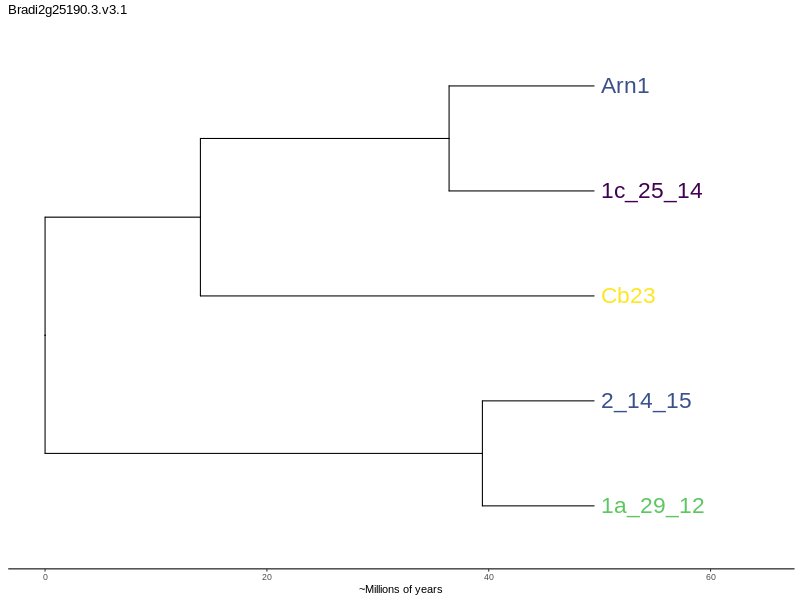 Bradi2g25190.3.v3.1
Arn1
1c_25_14
Cb23
2_14_15
1a_29_12
0 20 40 60
~Millions of years